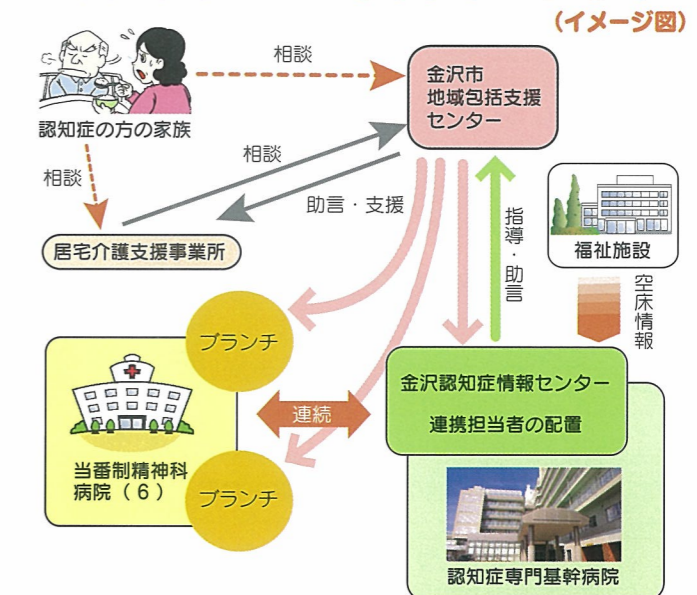 （イメージ図）
相談
金沢市
地域包括支援
センター
認知症の方の家族
相談
相談
助言・支援
居宅介護支援事業所
指導・助言
福祉施設
空床情報
ブランチ
金沢認知症情報センター
連携担当者の配置
連続
当番制精神科
病院（6）
ブランチ
認知症専門基幹病院